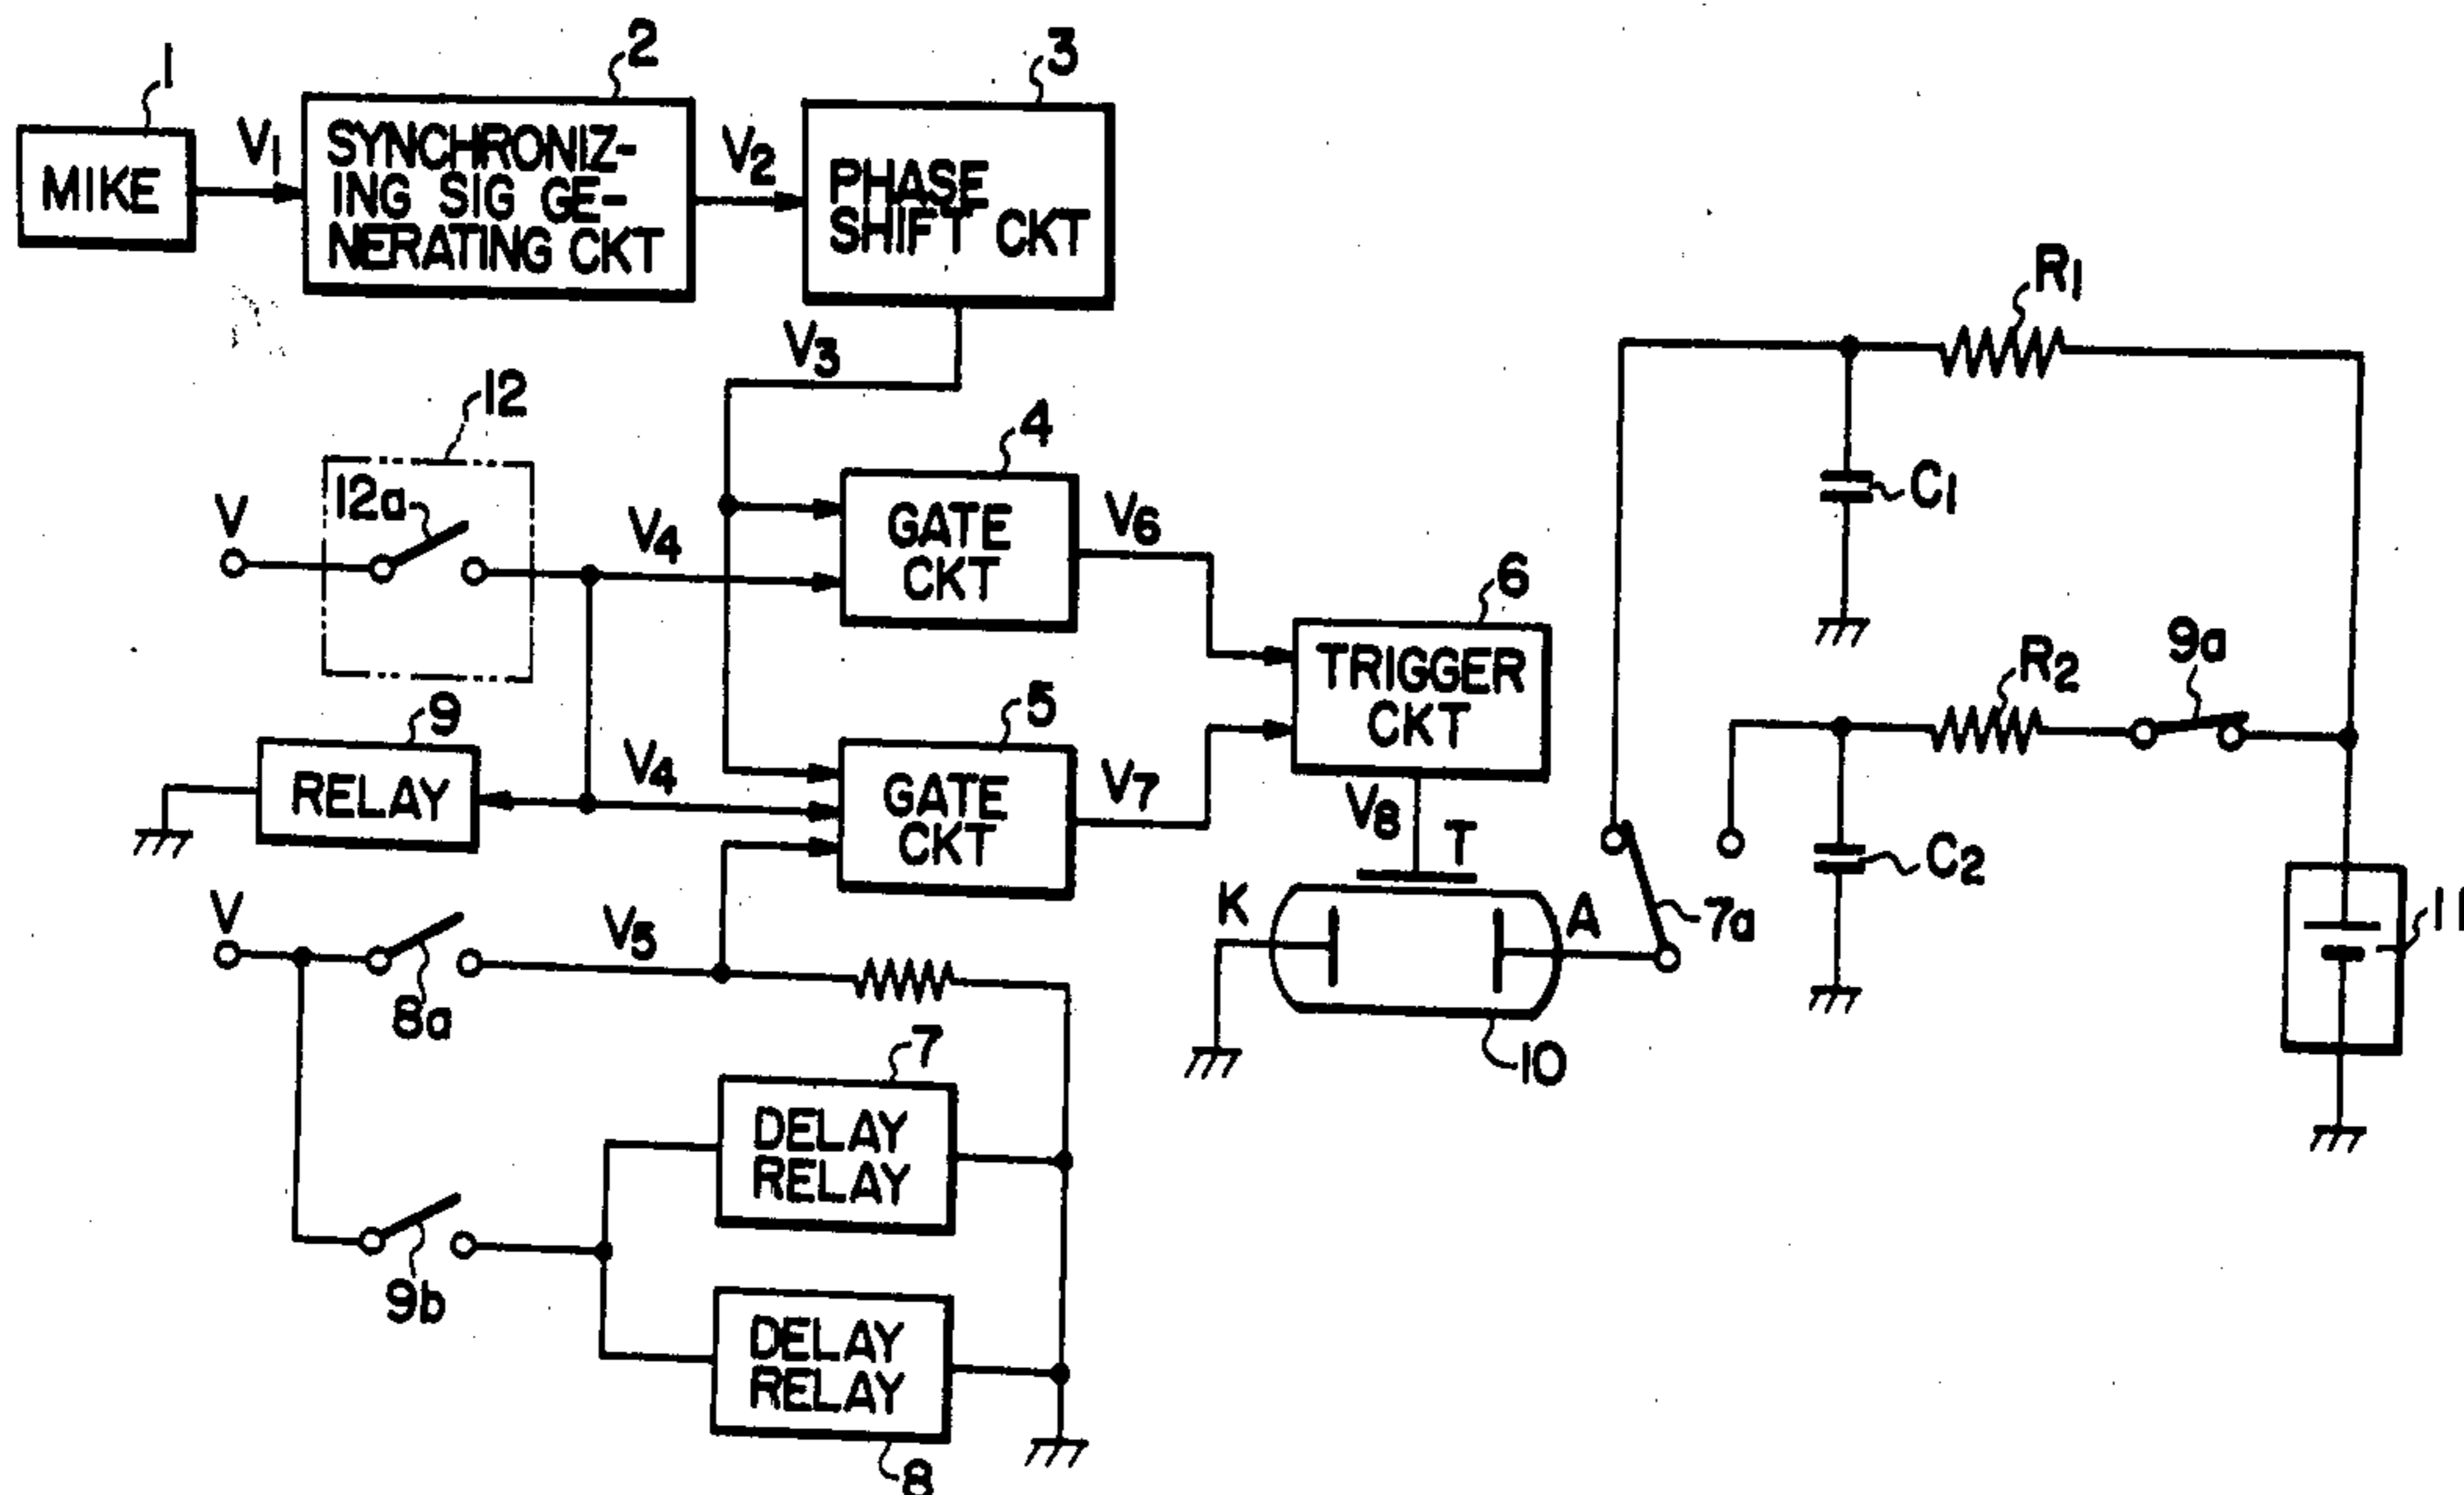 1
2
3
MIKE
V1
SYNCHRONIZ-
ING SIG GE-
NERATING CKT
V2
PHASE
SHIFT CKT
V3
R1
12
12a
V
V4
4
GATE
CKT
V6
C1
6
TRIGGER
CKT
R2
9a
9
RELAY
V4
5
GATE
CKT
V7
V8
T
C2
K
A
7a
11
V
8a
V5
10
7
DELAY
RELAY
9b
DELAY
RELAY
8